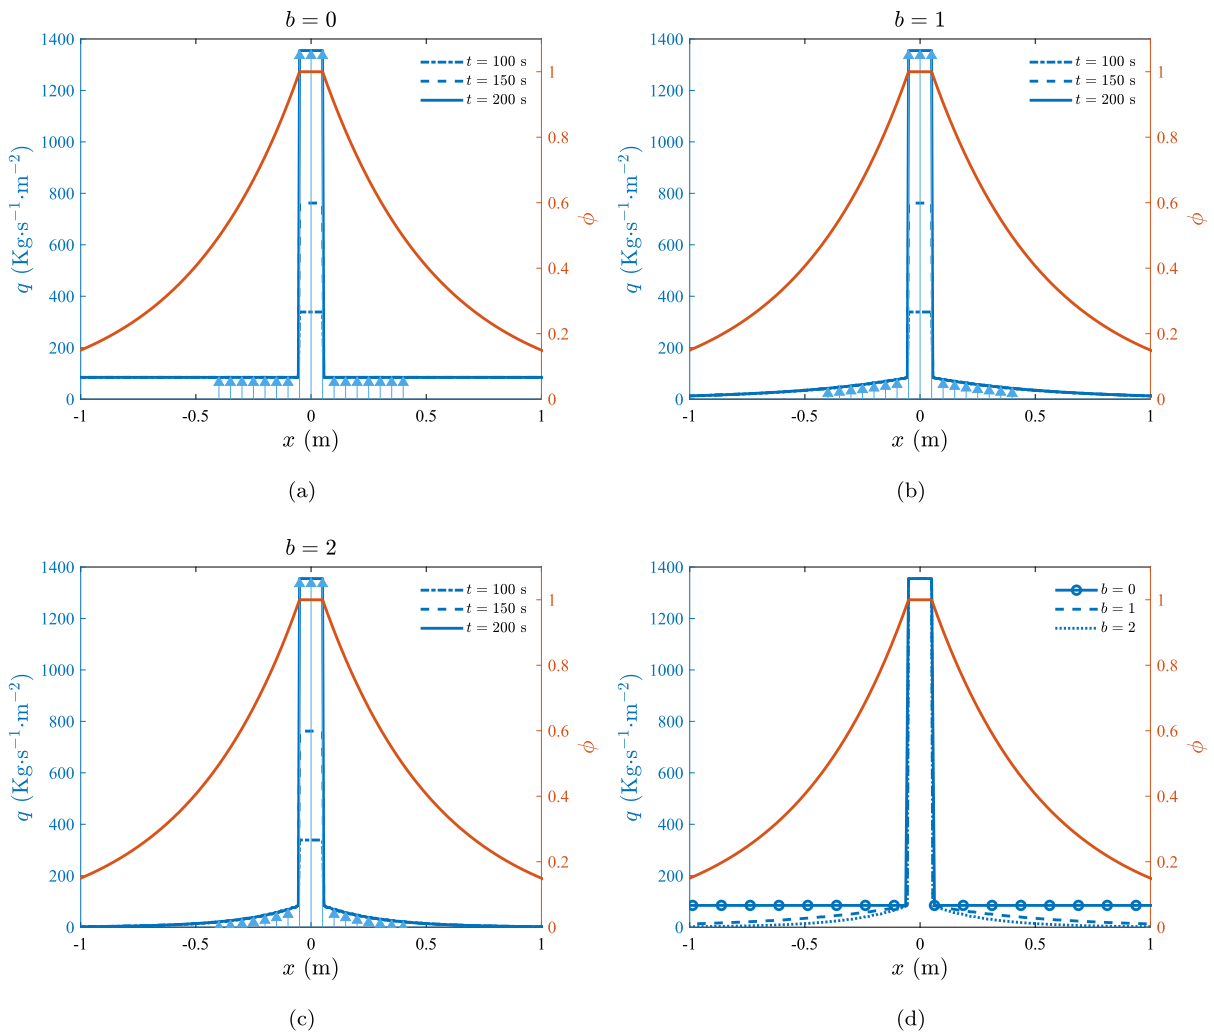 b = 0
1400
1200
1000
800
600
400
200
0
q (Kg·s⁻¹·m⁻²)
t = 100 s
t = 150 s
t = 200 s
1
0.8
0.6
0.4
0.2
0
ϕ
-1 -0.5 0 0.5 1
x (m)
(a)
b = 1
1400
1200
1000
800
600
400
200
0
q (Kg·s⁻¹·m⁻²)
t = 100 s
t = 150 s
t = 200 s
1
0.8
0.6
0.4
0.2
0
ϕ
-1 -0.5 0 0.5 1
x (m)
(b)
b = 2
1400
1200
1000
800
600
400
200
0
q (Kg·s⁻¹·m⁻²)
t = 100 s
t = 150 s
t = 200 s
1
0.8
0.6
0.4
0.2
0
ϕ
-1 -0.5 0 0.5 1
x (m)
(c)
1400
1200
1000
800
600
400
200
0
q (Kg·s⁻¹·m⁻²)
b = 0
b = 1
b = 2
1
0.8
0.6
0.4
0.2
0
ϕ
-1 -0.5 0 0.5 1
x (m)
(d)